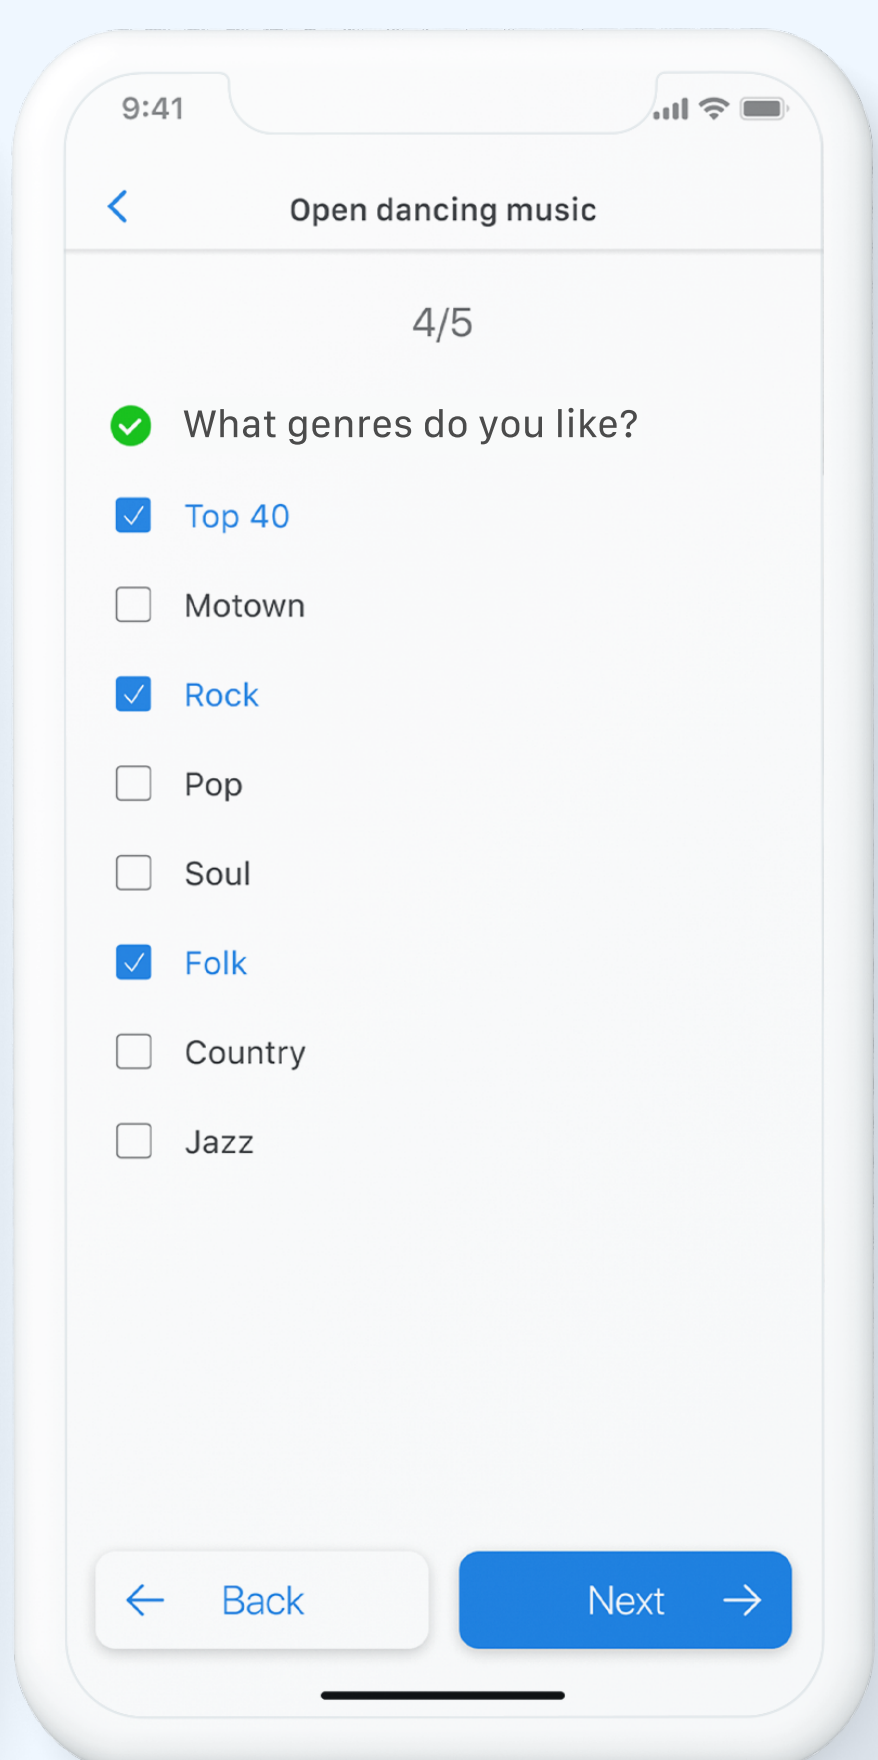 9:41
Open dancing music
4/5
What genres do you like?
Top 40
Motown
Rock
Pop
Soul
Folk
Country
Jazz
Back
Next